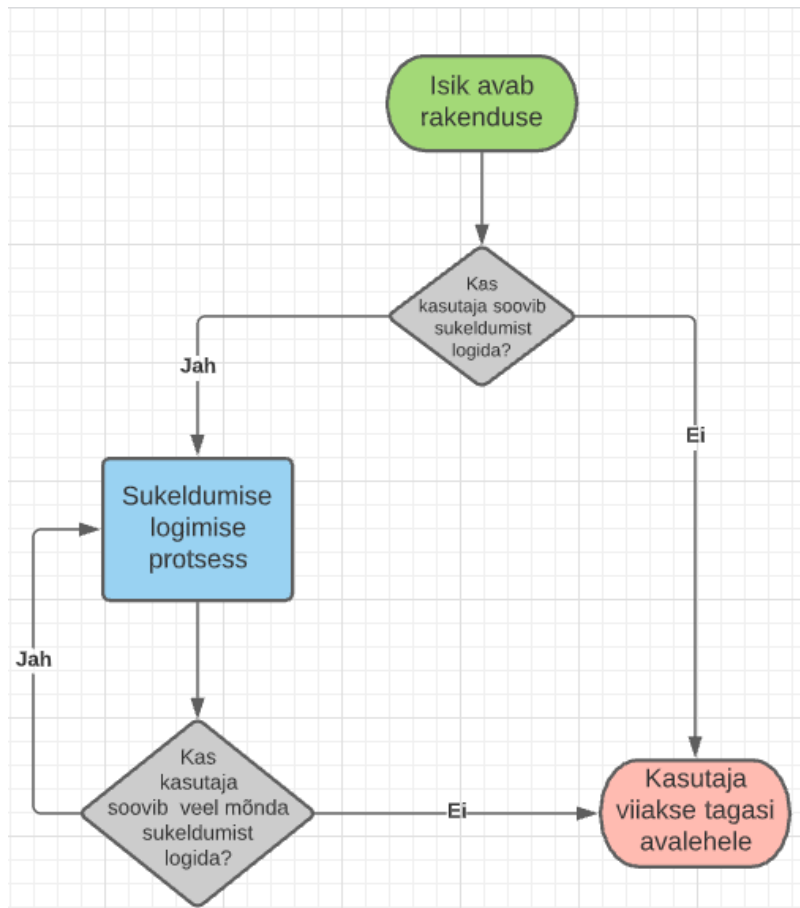 Isik avab
rakenduse
Kas
kasutaja soovib
sukeldumist
logida?
Jah
Ei
Sukeldumise
logimise
protsess
Jah
Kas
kasutaja
soovib veel mõnda
sukeldumist
logida?
Ei
Kasutaja
viiakse tagasi
avalehele